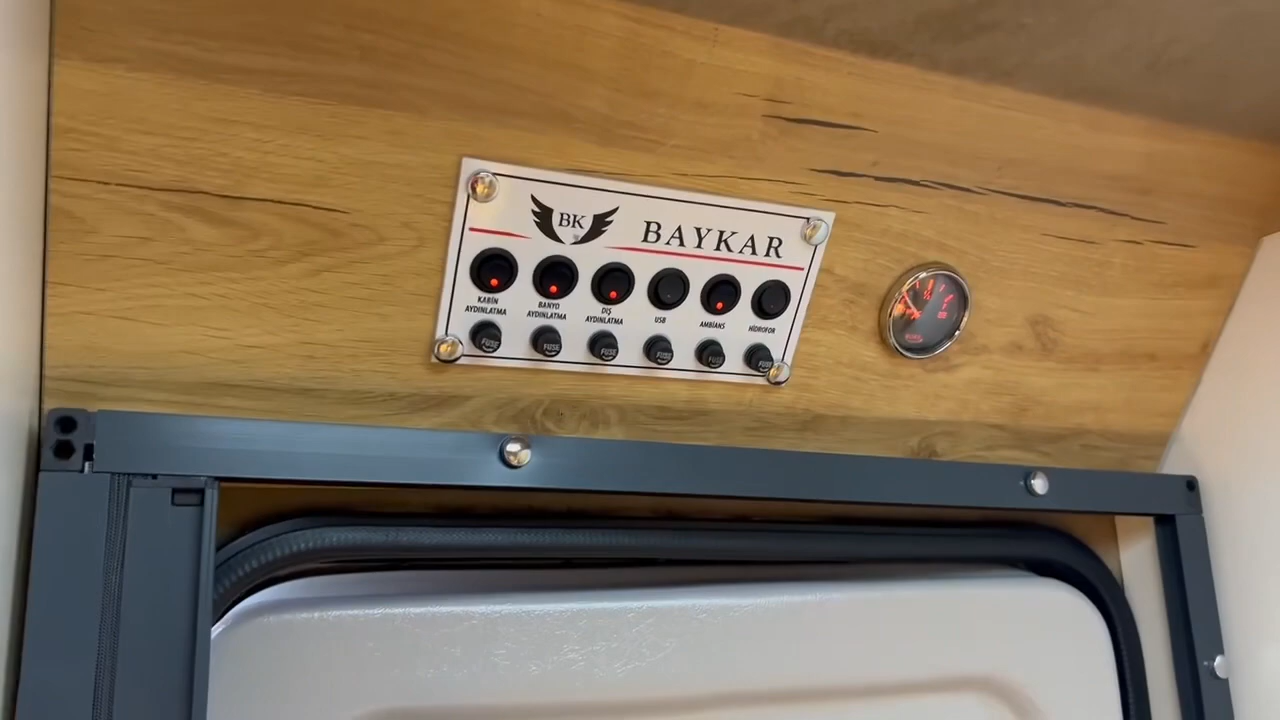 BK
BAYKAR
KABİN
AYDINLATMA
BANYO
AYDINLATMA
DIŞ
AYDINLATMA
USB
AMBİANS
HİDROFOR
FUSE
FUSE
FUSE
FUSE
FUSE
FUSE